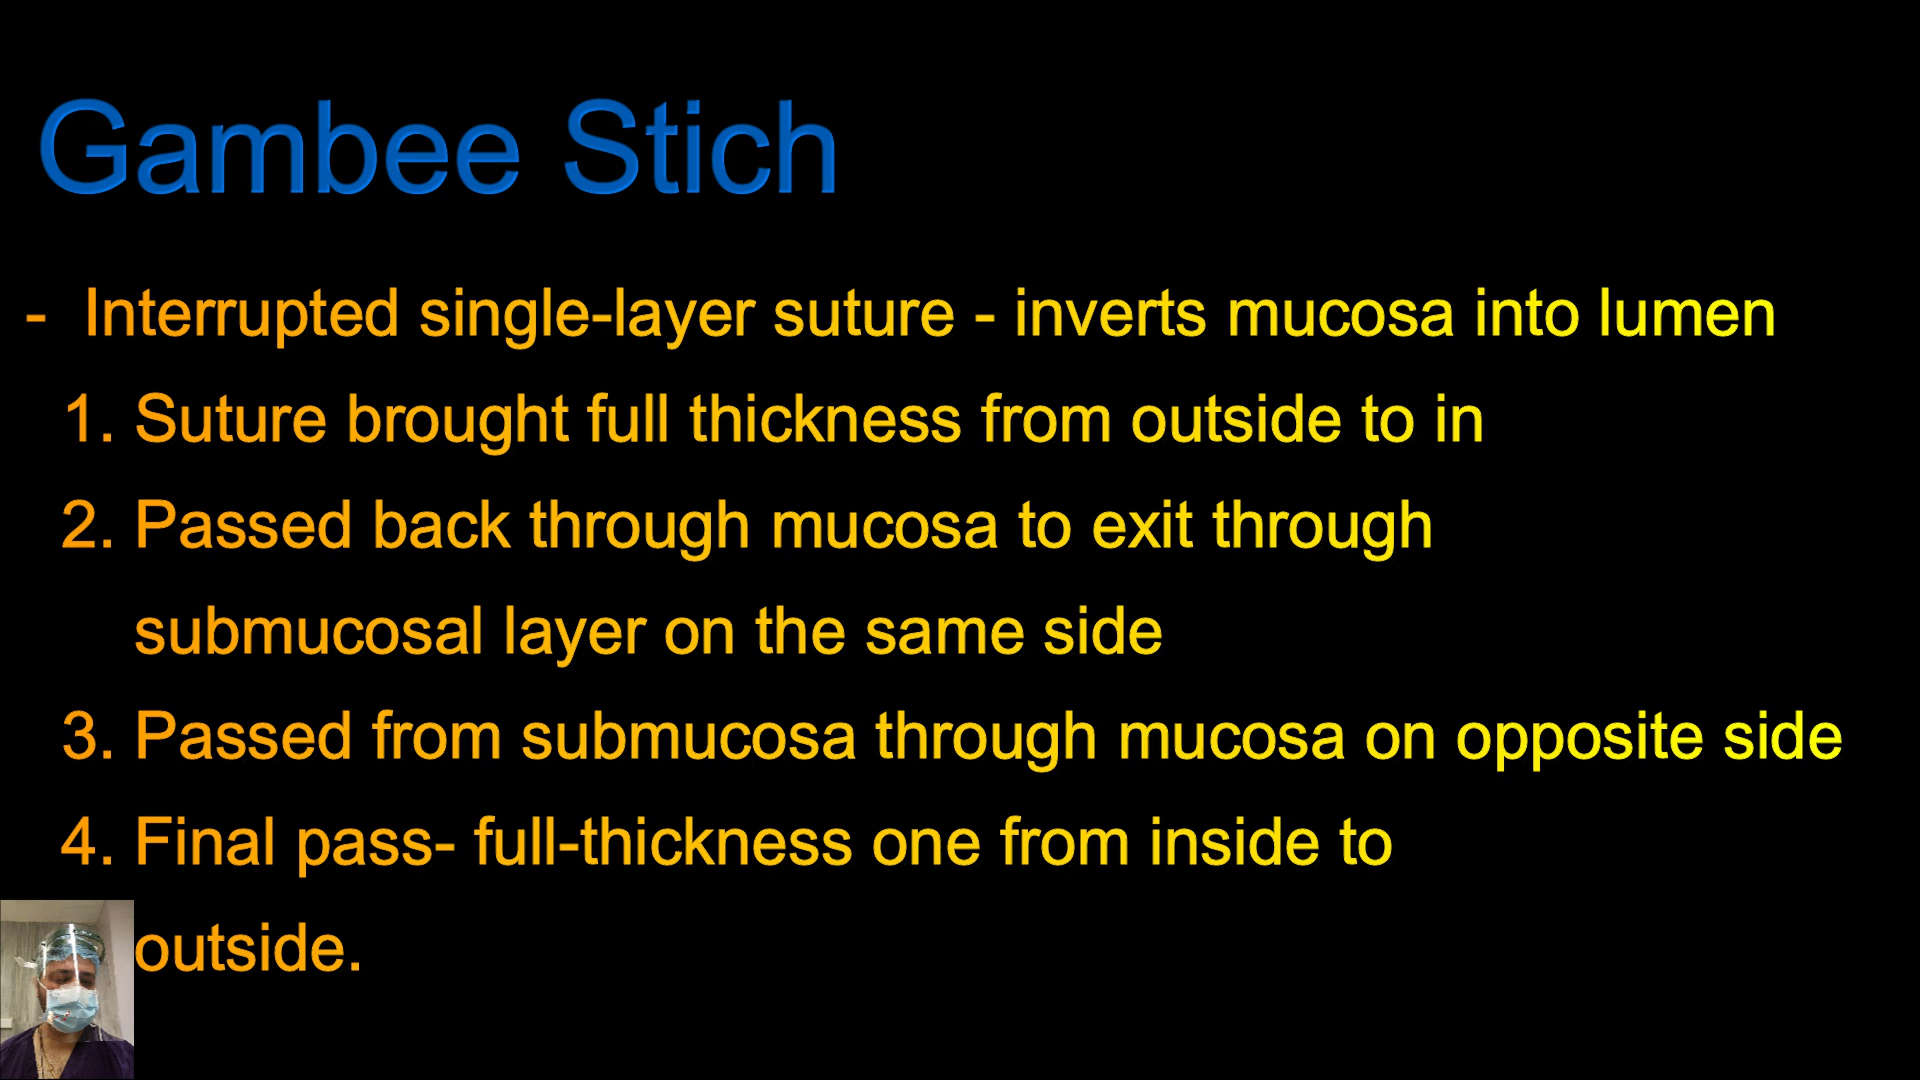 Gambee Stich
- Interrupted single-layer suture - inverts mucosa into lumen
1. Suture brought full thickness from outside to in
2. Passed back through mucosa to exit through
submucosal layer on the same side
3. Passed from submucosa through mucosa on opposite side
4. Final pass- full-thickness one from inside to
outside.